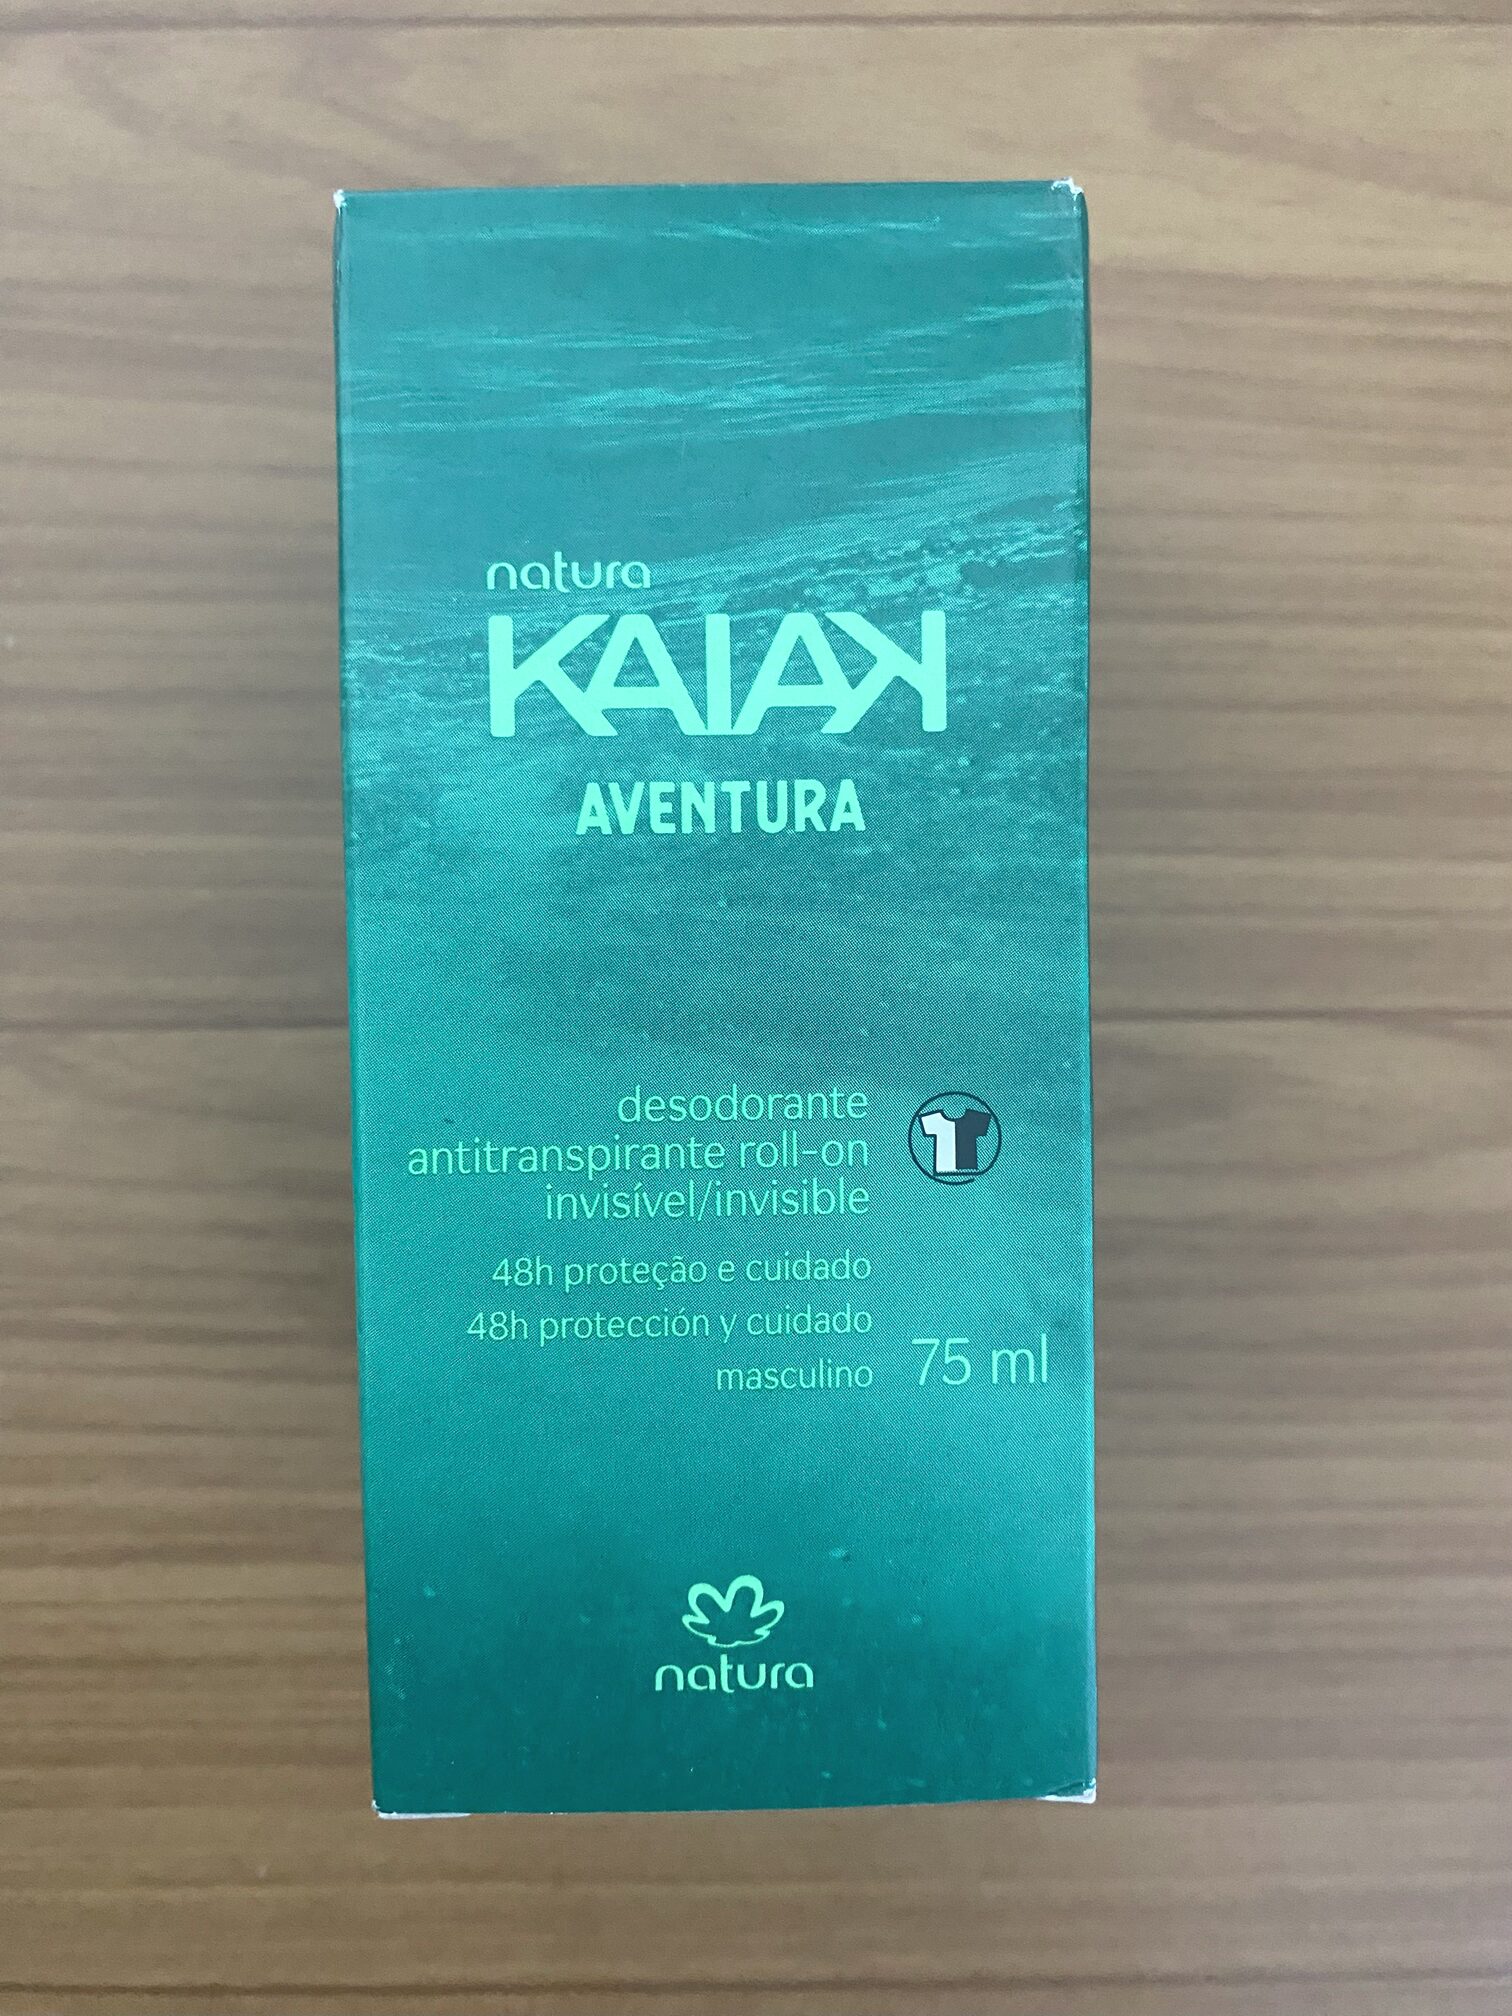 natura
KAIAK
AVENTURA
desodorante
antitranspirante roll-on
invisível/invisible
48h proteção e cuidado
48h protección y cuidado
masculino 75 ml
natura